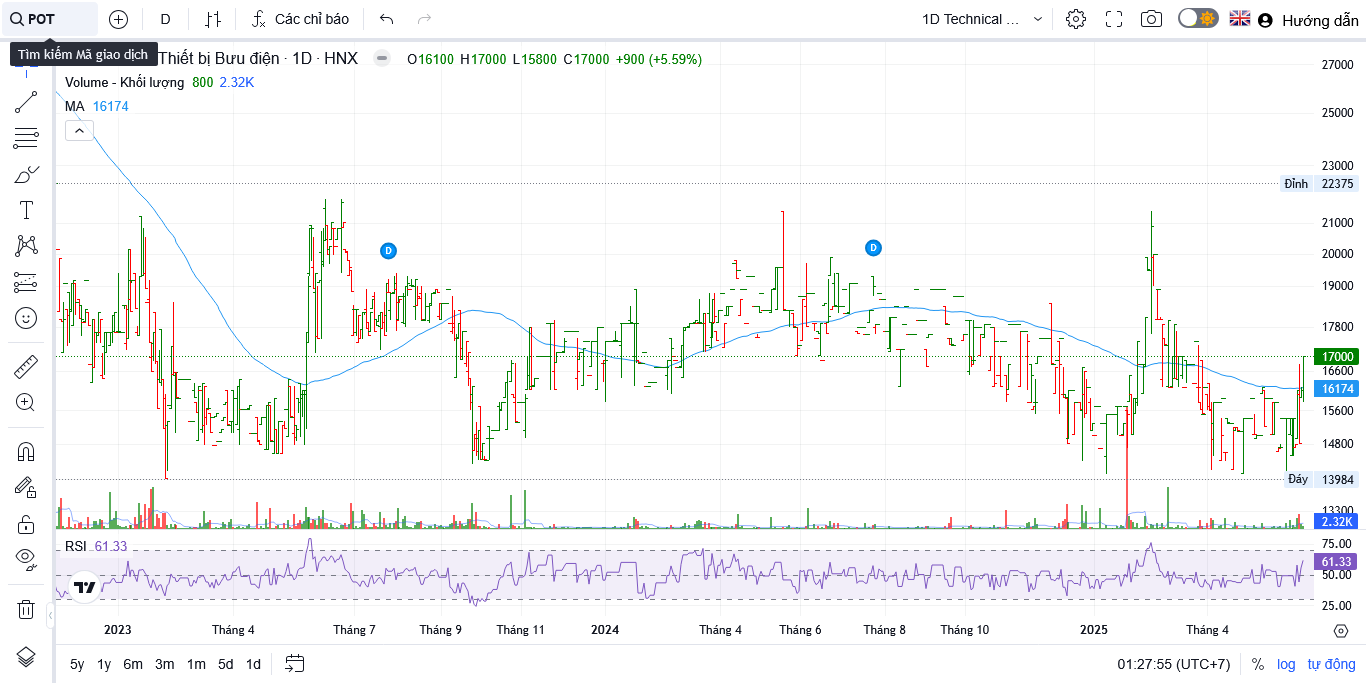 POT D Các chỉ báo 1D Technical ... Hướng dẫn
Tìm kiếm Mã giao dịch
Thiết bị Bưu điện · 1D · HNX O16100 H17000 L15800 C17000 +900 (+5.59%)
Volume - Khối lượng 800 2.32K
MA 16174
27000
25000
23000
Đỉnh 22375
21000
20000
19000
17800
17000
16600
16174
15600
14800
Đáy 13984
13300
2.32K
D
D
RSI 61.33
75.00
61.33
50.00
25.00
2023 Tháng 4 Tháng 7 Tháng 9 Tháng 11 2024 Tháng 4 Tháng 6 Tháng 8 Tháng 10 2025 Tháng 4
5y 1y 6m 3m 1m 5d 1d 01:27:55 (UTC+7) % log tự động